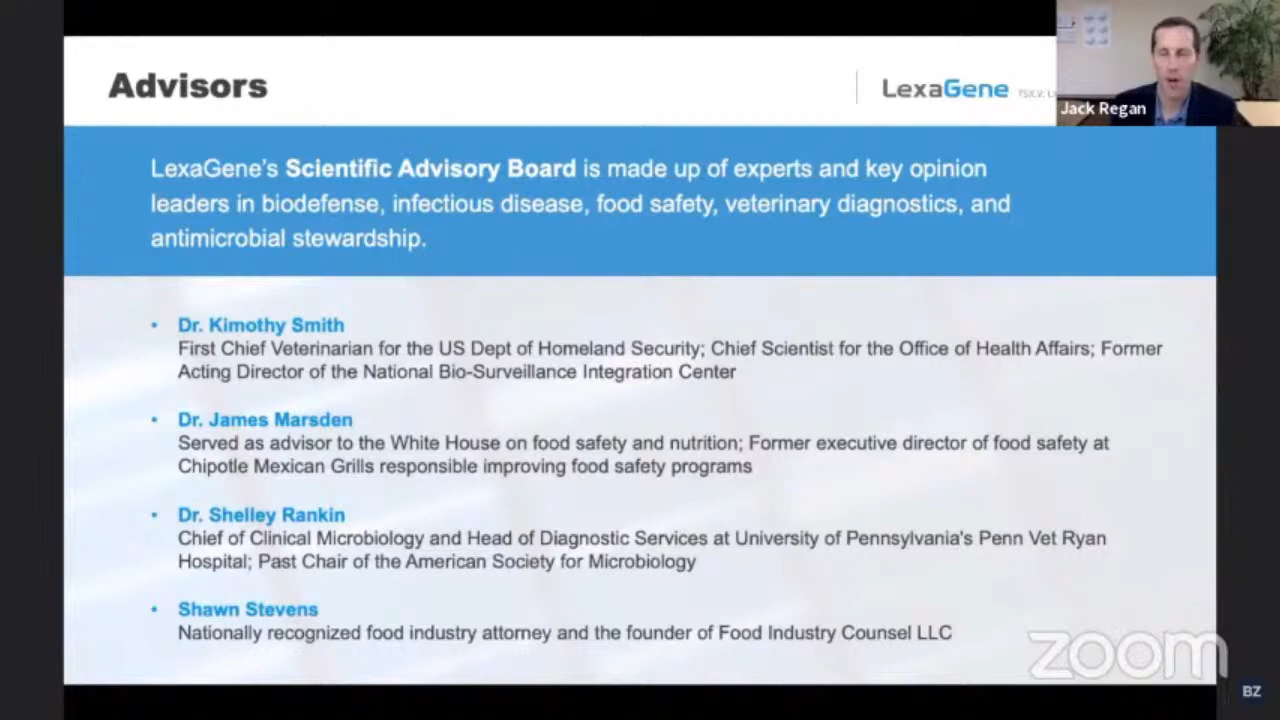 Advisors
LexaGene TSX.V:
Jack Regan
LexaGene's Scientific Advisory Board is made up of experts and key opinion
leaders in biodefense, infectious disease, food safety, veterinary diagnostics, and
antimicrobial stewardship.
• Dr. Kimothy Smith
First Chief Veterinarian for the US Dept of Homeland Security; Chief Scientist for the Office of Health Affairs; Former
Acting Director of the National Bio-Surveillance Integration Center
• Dr. James Marsden
Served as advisor to the White House on food safety and nutrition; Former executive director of food safety at
Chipotle Mexican Grills responsible improving food safety programs
• Dr. Shelley Rankin
Chief of Clinical Microbiology and Head of Diagnostic Services at University of Pennsylvania's Penn Vet Ryan
Hospital; Past Chair of the American Society for Microbiology
• Shawn Stevens
Nationally recognized food industry attorney and the founder of Food Industry Counsel LLC
zoom
BZ